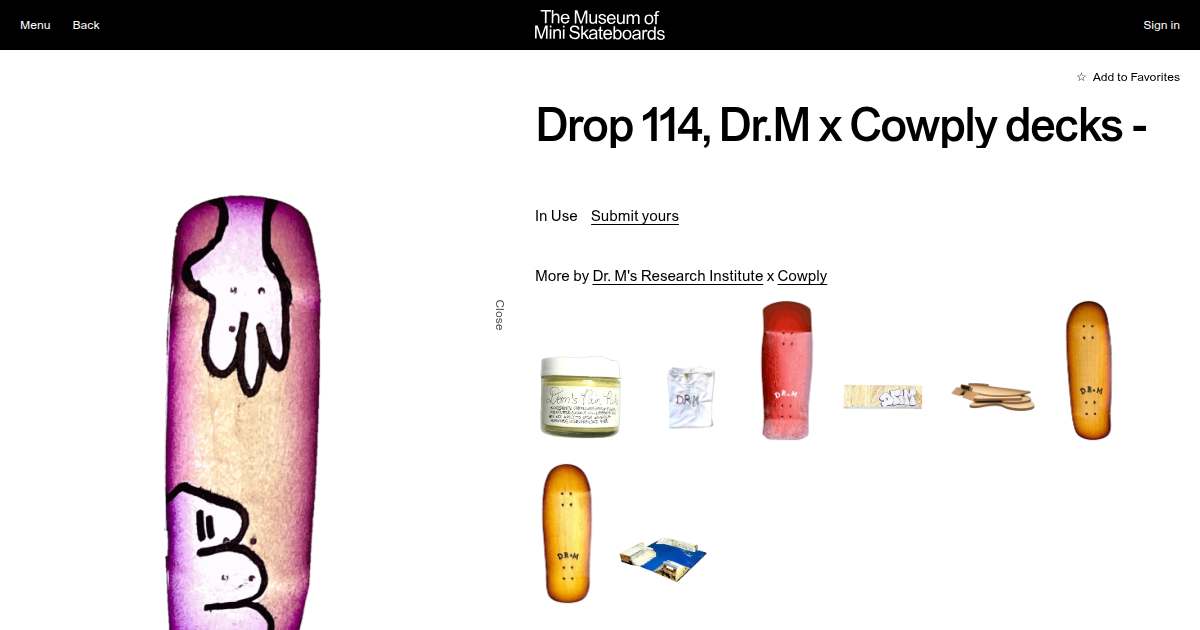 Menu
Back
The Museum of
Mini Skateboards
Sign in
☆ Add to Favorites
Drop 114, Dr.M x Cowply decks -
In Use
Submit yours
More by Dr. M's Research Institute x Cowply
Close
DR M
DR M
DR M
DR M